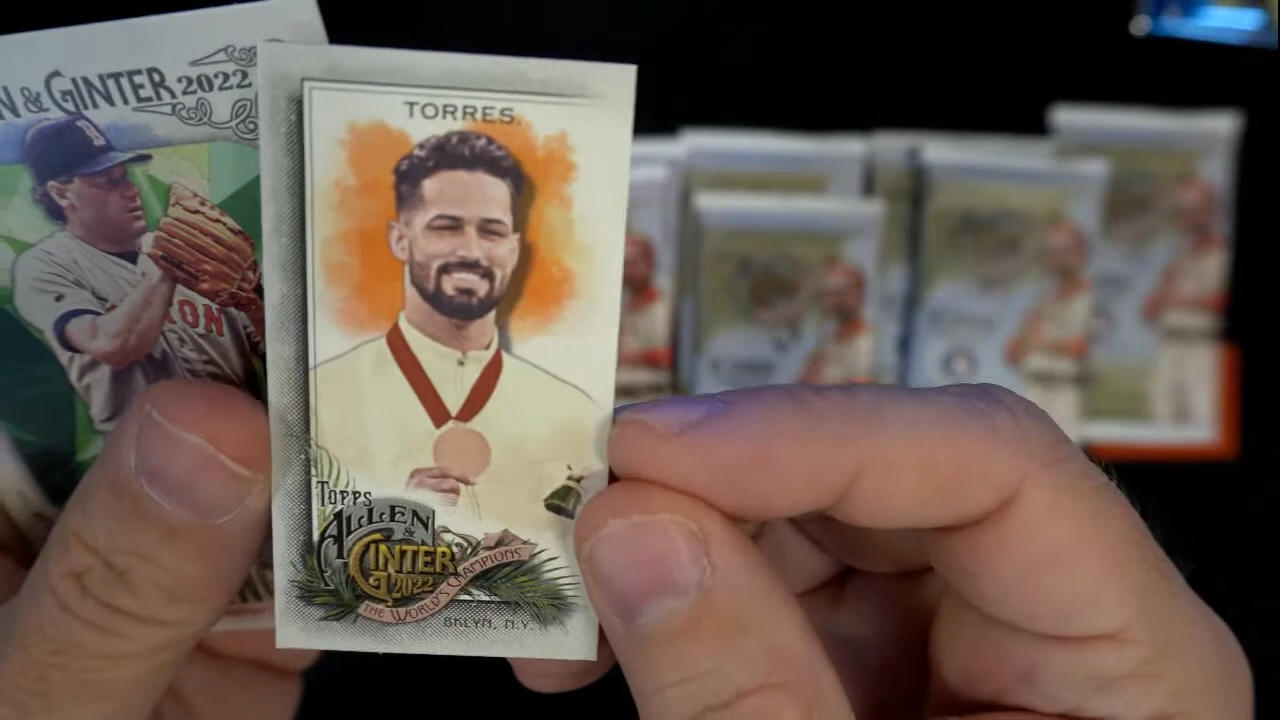 N & GINTER 2022
TORRES.
TOPPS
ALLEN
&
GINTER
2022
THE WORLD'S CHAMPIONS
BKLYN, N.Y.